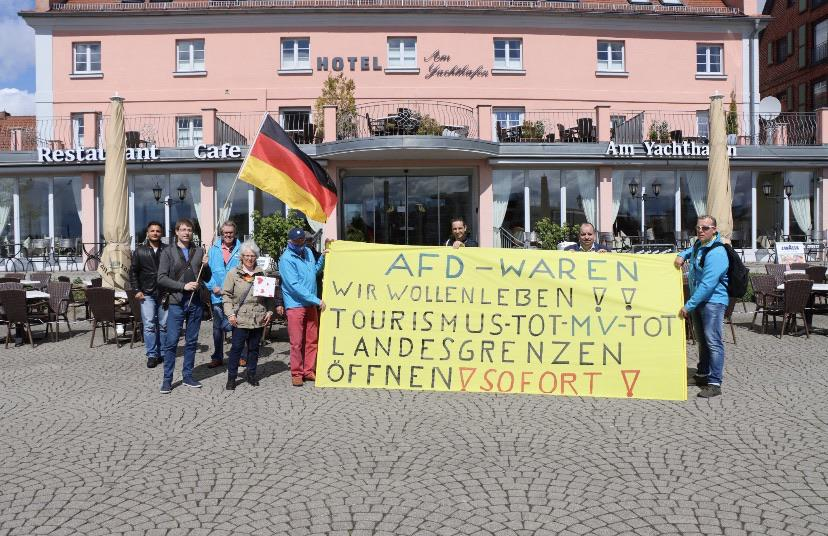 HOTEL Am Yachthafen
Restaurant Cafe Am Yachthafen
AFD-WAREN
WIR WOLLEN LEBEN !!
TOURISMUS-TOT-MV-TOT
LANDESGRENZEN
ÖFFNEN!SOFORT !